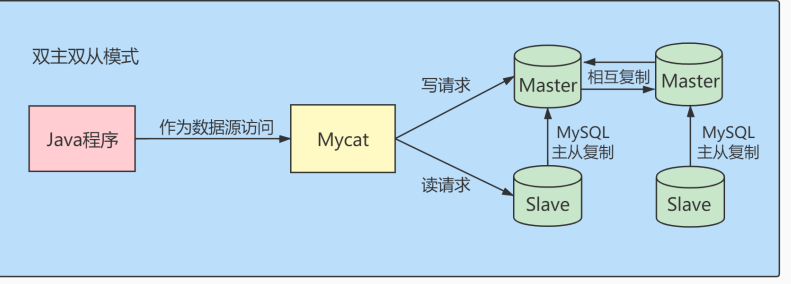 双主双从模式
Java程序
作为数据源访问
Mycat
写请求
读请求
Master
相互复制
Master
MySQL
主从复制
MySQL
主从复制
Slave
Slave